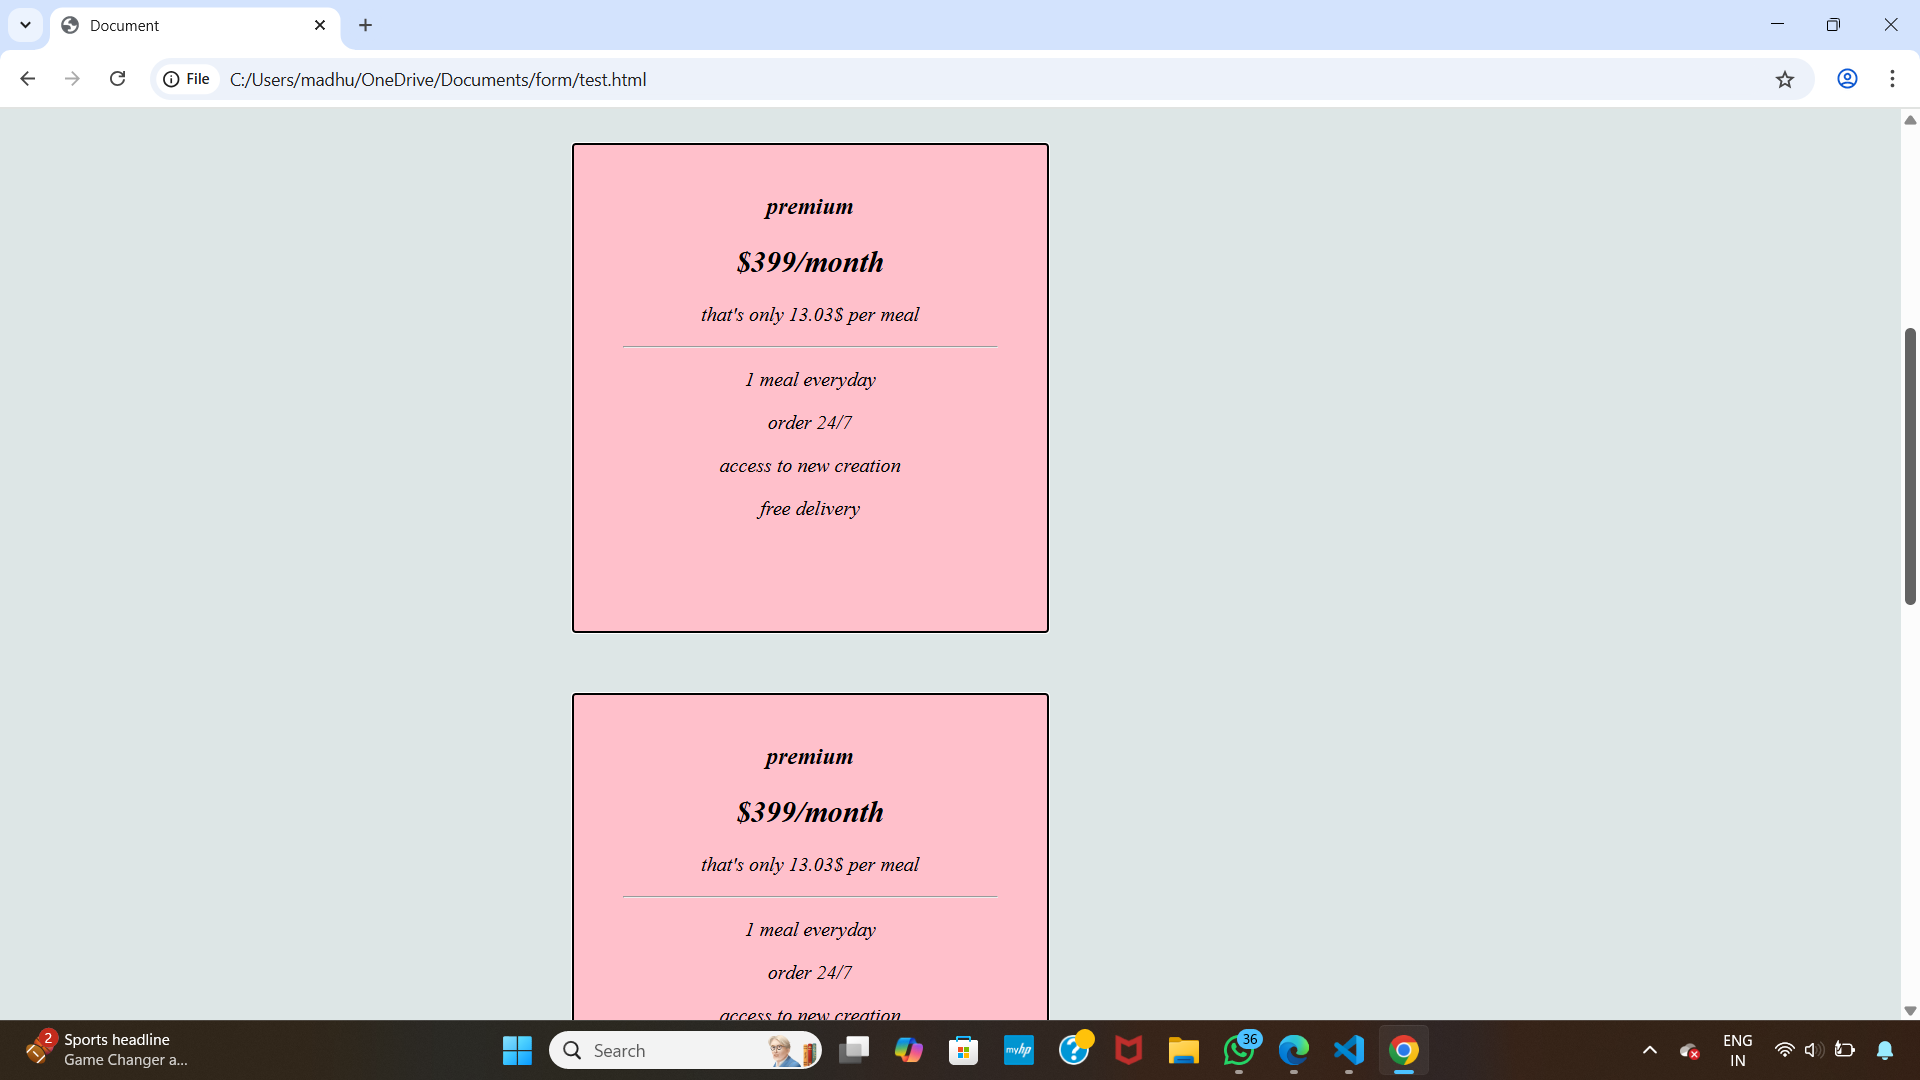 Document
File
C:/Users/madhu/OneDrive/Documents/form/test.html
premium
$399/month
that's only 13.03$ per meal
1 meal everyday
order 24/7
access to new creation
free delivery
premium
$399/month
that's only 13.03$ per meal
1 meal everyday
order 24/7
access to new creation
2
Sports headline
Game Changer a...
Search
myhp
36
ENG
IN